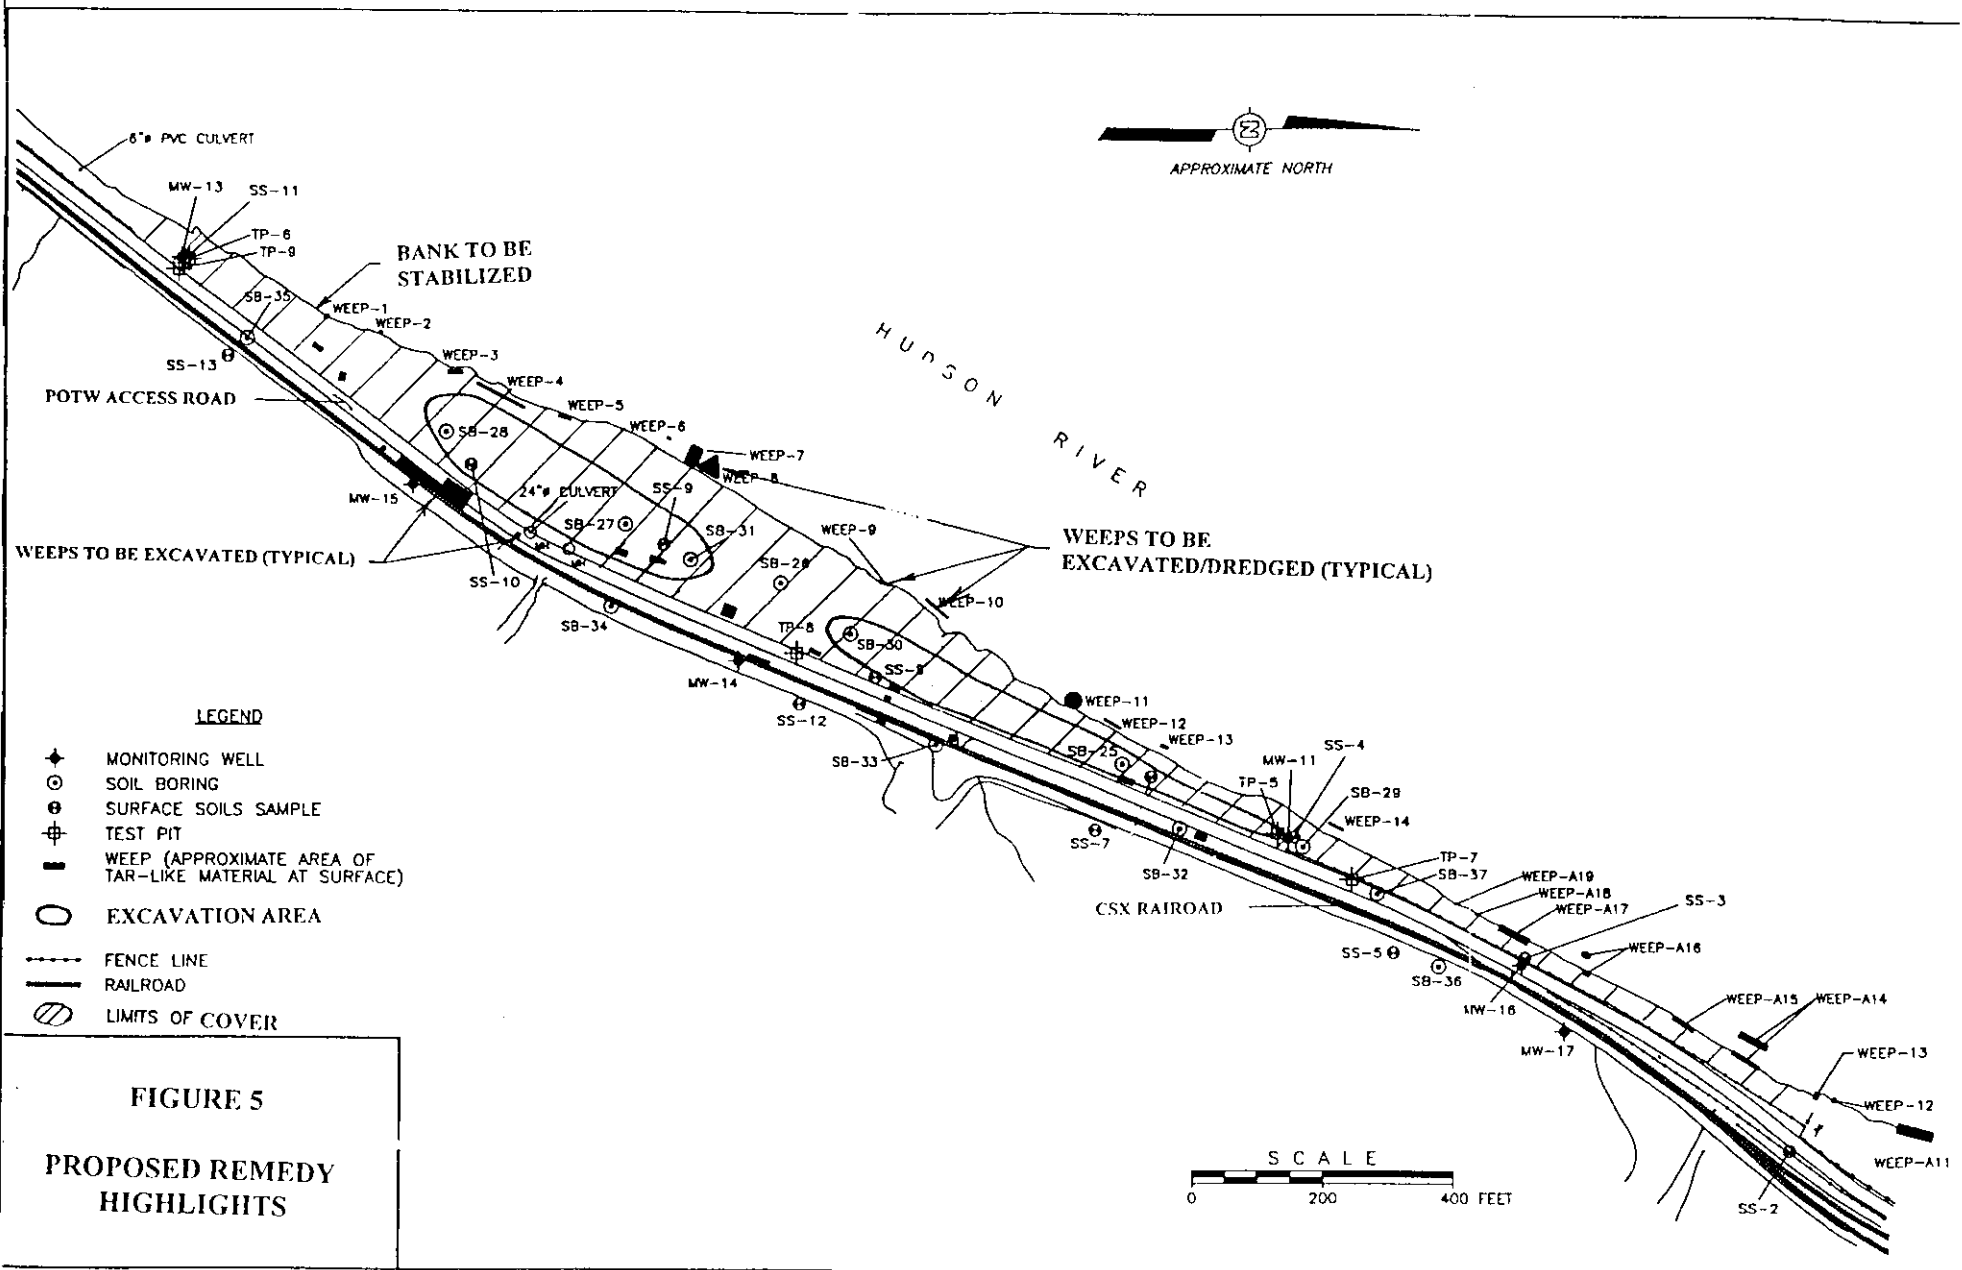 6"ø PVC CULVERT
MW-13
SS-11
TP-6
TP-9
BANK TO BE
STABILIZED
APPROXIMATE NORTH
SB-35
WEEP-1
WEEP-2
SS-13
WEEP-3
POTW ACCESS ROAD
WEEP-4
WEEP-5
HUDSON
RIVER
SB-28
WEEP-6
WEEP-7
WEEP-8
MW-15
24"ø CULVERT
SS-9
SB-27
SB-31
WEEP-9
WEEPS TO BE
EXCAVATED/DREDGED (TYPICAL)
WEEPS TO BE EXCAVATED (TYPICAL)
MH
MH
SS-10
SB-26
WEEP-10
SB-34
TP-8
SB-30
SS-8
MW-14
SS-12
WEEP-11
WEEP-12
WEEP-13
SB-33
SB-25
SS-4
MW-11
TP-5
SB-29
WEEP-14
SS-7
TP-7
SB-37
SB-32
WEEP-A19
WEEP-A18
WEEP-A17
SS-3
CSX RAIROAD
WEEP-A16
SS-5
SB-36
MW-16
WEEP-A15
WEEP-A14
MW-17
WEEP-13
WEEP-12
WEEP-A11
SS-2
LEGEND
MONITORING WELL
SOIL BORING
SURFACE SOILS SAMPLE
TEST PIT
WEEP (APPROXIMATE AREA OF
TAR-LIKE MATERIAL AT SURFACE)
EXCAVATION AREA
FENCE LINE
RAILROAD
LIMITS OF COVER
SCALE
0 200 400 FEET
FIGURE 5
PROPOSED REMEDY
HIGHLIGHTS